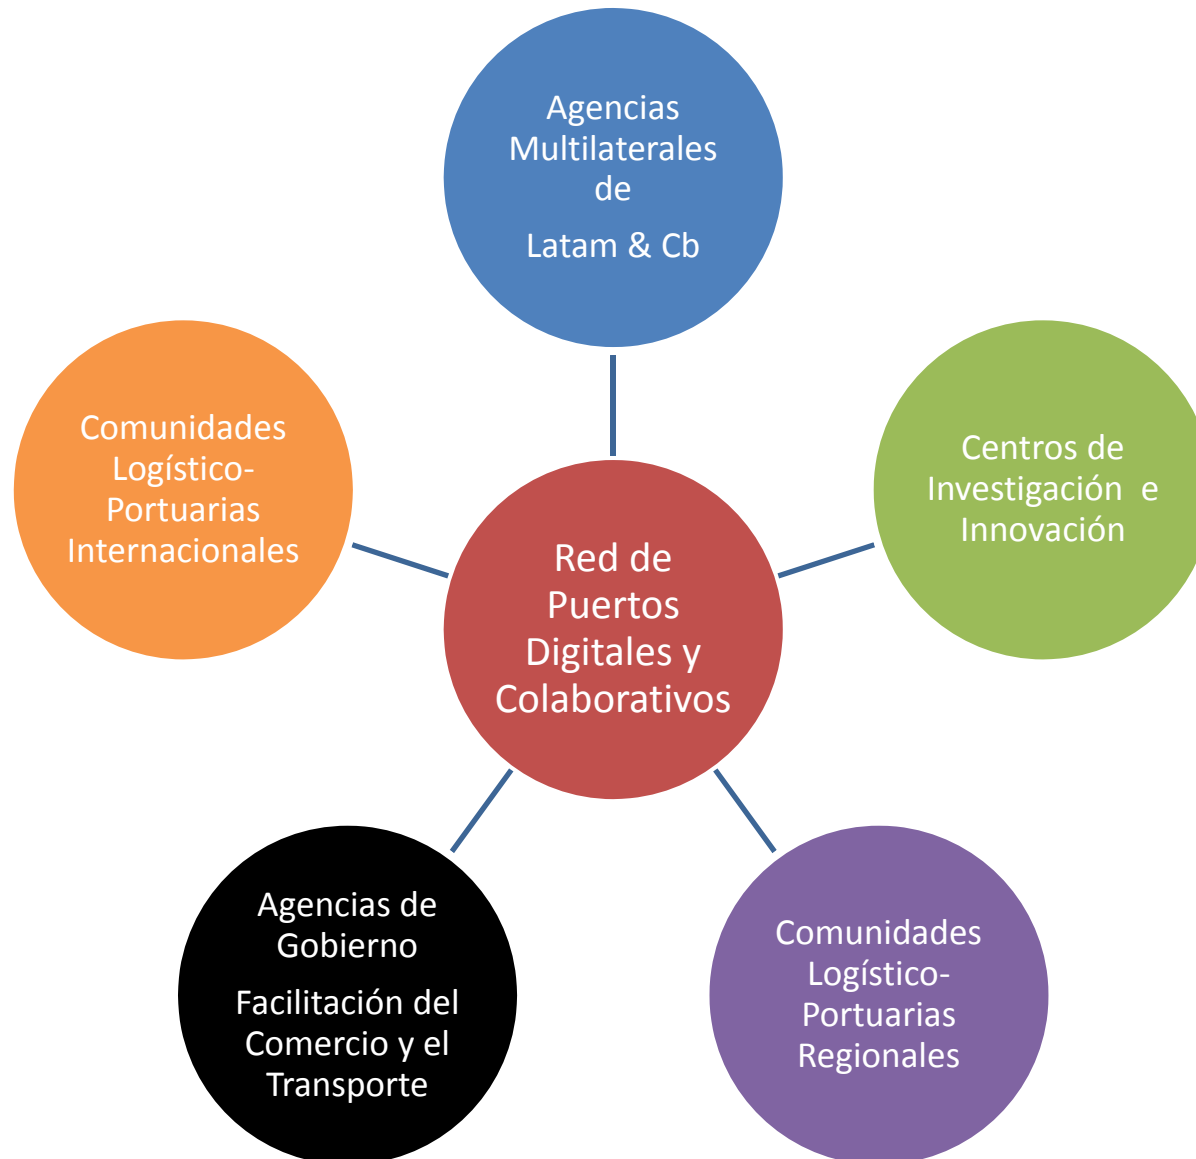 Agencias
Multilaterales
de
Latam & Cb
Comunidades
Logístico-
Portuarias
Internacionales
Centros de
Investigación e
Innovación
Red de
Puertos
Digitales y
Colaborativos
Agencias de
Gobierno
Facilitación del
Comercio y el
Transporte
Comunidades
Logístico-
Portuarias
Regionales